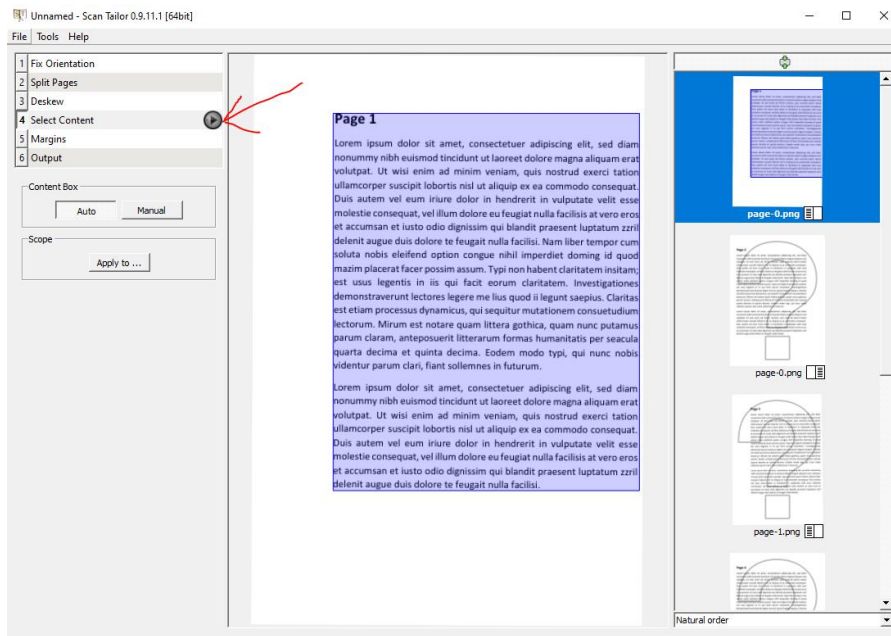 Unnamed - Scan Tailor 0.9.11.1 [64bit]
File Tools Help
1 Fix Orientation
2 Split Pages
3 Deskew
4 Select Content
5 Margins
6 Output
Content Box
Auto Manual
Scope
Apply to ...
Page 1
Lorem ipsum dolor sit amet, consectetuer adipiscing elit, sed diam
nonummy nibh euismod tincidunt ut laoreet dolore magna aliquam erat
volutpat. Ut wisi enim ad minim veniam, quis nostrud exerci tation
ullamcorper suscipit lobortis nisl ut aliquip ex ea commodo consequat.
Duis autem vel eum iriure dolor in hendrerit in vulputate velit esse
molestie consequat, vel illum dolore eu feugiat nulla facilisis at vero eros
et accumsan et iusto odio dignissim qui blandit praesent luptatum zzril
delenit augue duis dolore te feugait nulla facilisi. Nam liber tempor cum
soluta nobis eleifend option congue nihil imperdiet doming id quod
mazim placerat facer possim assum. Typi non habent claritatem insitam;
est usus legentis in iis qui facit eorum claritatem. Investigationes
demonstraverunt lectores legere me lius quod ii legunt saepius. Claritas
est etiam processus dynamicus, qui sequitur mutationem consuetudium
lectorum. Mirum est notare quam littera gothica, quam nunc putamus
parum claram, anteposuerit litterarum formas humanitatis per seacula
quarta decima et quinta decima. Eodem modo typi, qui nunc nobis
videntur parum clari, fiant sollemnes in futurum.
Lorem ipsum dolor sit amet, consectetuer adipiscing elit, sed diam
nonummy nibh euismod tincidunt ut laoreet dolore magna aliquam erat
volutpat. Ut wisi enim ad minim veniam, quis nostrud exerci tation
ullamcorper suscipit lobortis nisl ut aliquip ex ea commodo consequat.
Duis autem vel eum iriure dolor in hendrerit in vulputate velit esse
molestie consequat, vel illum dolore eu feugiat nulla facilisis at vero eros
et accumsan et iusto odio dignissim qui blandit praesent luptatum zzril
delenit augue duis dolore te feugait nulla facilisi.
page-0.png
page-0.png
page-1.png
Natural order